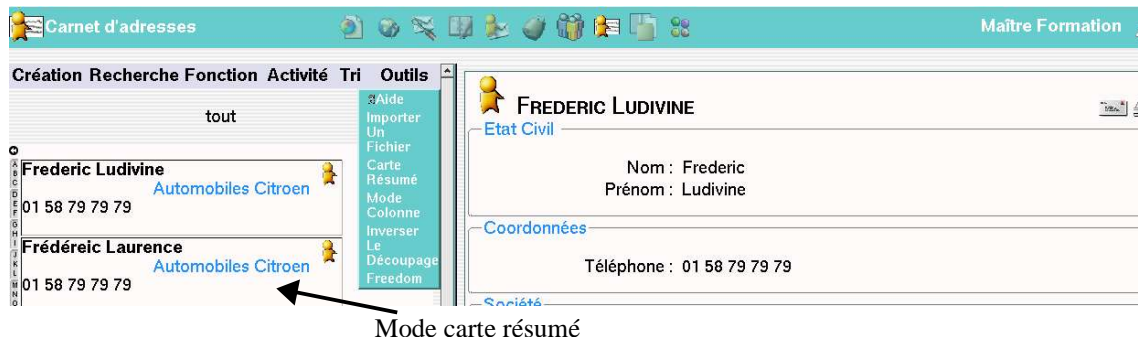 Carnet d'adresses
Maître Formation
Création Recherche Fonction Activité Tri Outils
tout
Aide
Importer
Un
Fichier
Carte
Résumé
Mode
Colonne
Inverser
Le
Découpage
Freedom
A
B
C
D
E
F
G
H
I
J
K
L
M
N
O
Frederic Ludivine
Automobiles Citroen
01 58 79 79 79
Frédéreic Laurence
Automobiles Citroen
01 58 79 79 79
FREDERIC LUDIVINE
Etat Civil
Nom : Frederic
Prénom : Ludivine
Coordonnées
Téléphone : 01 58 79 79 79
Société
Mode carte résumé